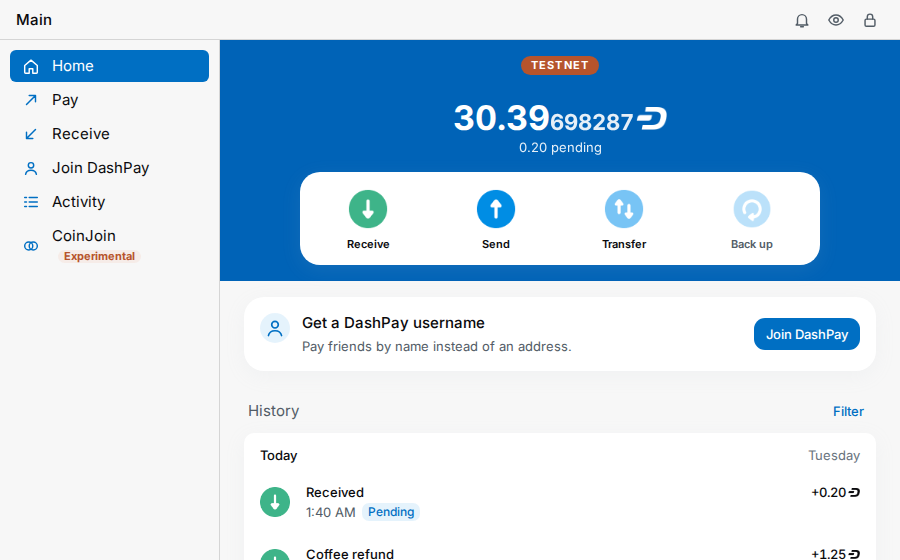 Main
Home
Pay
Receive
Join DashPay
Activity
CoinJoin
Experimental
TESTNET
30.39698287
0.20 pending
Receive
Send
Transfer
Back up
Get a DashPay username
Pay friends by name instead of an address.
Join DashPay
History
Filter
Today
Tuesday
Received
+0.20
1:40 AM Pending
Coffee refund
+1.25